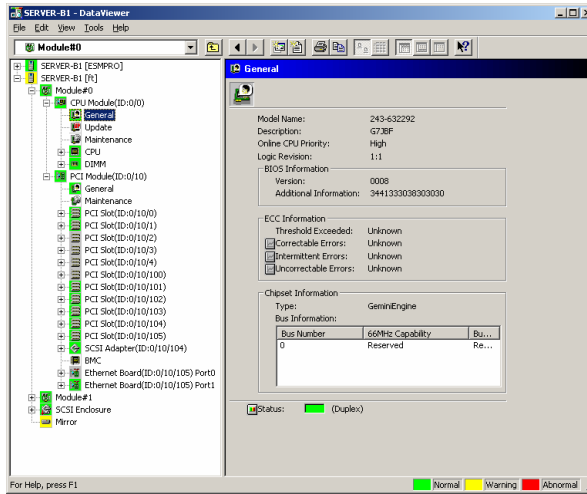 SERVER-B1 - DataViewer
File Edit View Tools Help
Module#0
SERVER-B1 [ESMPRO]
SERVER-B1 [ft]
Module#0
CPU Module(ID:0/0)
General
Update
Maintenance
CPU
DIMM
PCI Module(ID:0/10)
General
Maintenance
PCI Slot(ID:0/10/0)
PCI Slot(ID:0/10/1)
PCI Slot(ID:0/10/2)
PCI Slot(ID:0/10/3)
PCI Slot(ID:0/10/4)
PCI Slot(ID:0/10/100)
PCI Slot(ID:0/10/101)
PCI Slot(ID:0/10/102)
PCI Slot(ID:0/10/103)
PCI Slot(ID:0/10/104)
PCI Slot(ID:0/10/105)
SCSI Adapter(ID:0/10/104)
BMC
Ethernet Board(ID:0/10/105) Port0
Ethernet Board(ID:0/10/105) Port1
Module#1
SCSI Enclosure
Mirror
General
Model Name: 243-632292
Description: G7JBF
Online CPU Priority: High
Logic Revision: 1:1
BIOS Information
Version: 0008
Additional Information: 3441333038303030
ECC Information
Threshold Exceeded: Unknown
Correctable Errors: Unknown
Intermittent Errors: Unknown
Uncorrectable Errors: Unknown
Chipset Information
Type: GeminiEngine
Bus Information:
Bus Number 66MHz Capability Bu...
0 Reserved Re...
Status: (Duplex)
For Help, press F1
Normal Warning Abnormal